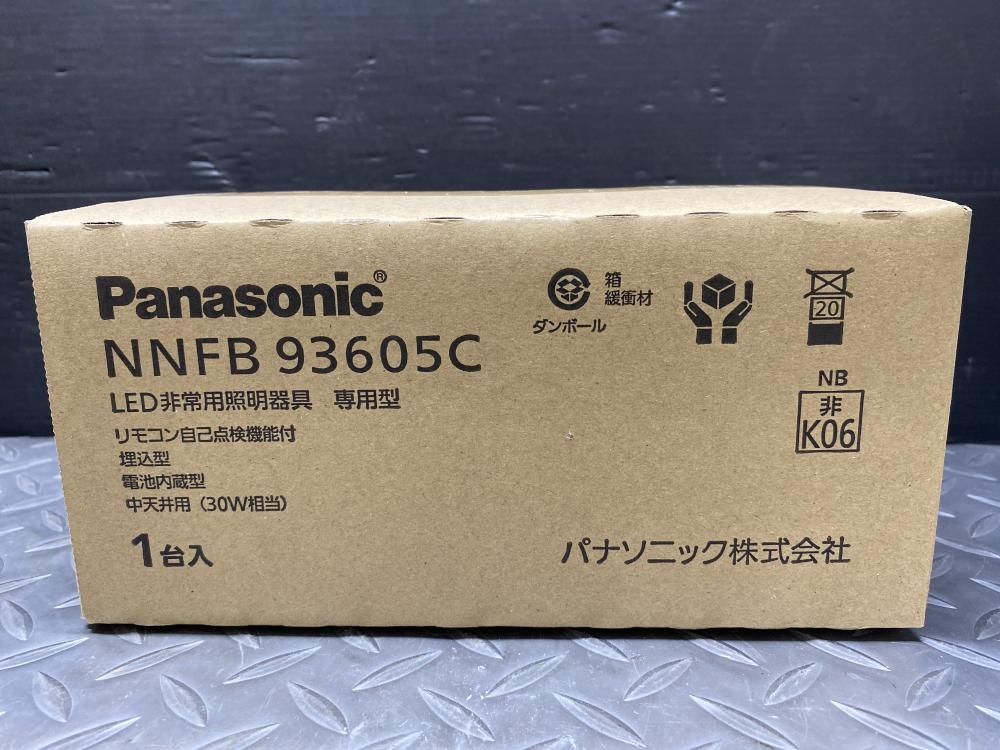 Panasonic®
NNFB 93605C
LED非常用照明器具 専用型
リモコン自己点検機能付
埋込型
電池内蔵型
中天井用（30W相当）
1台入
箱
緩衝材
ダンボール
20
NB
非
K06
パナソニック株式会社